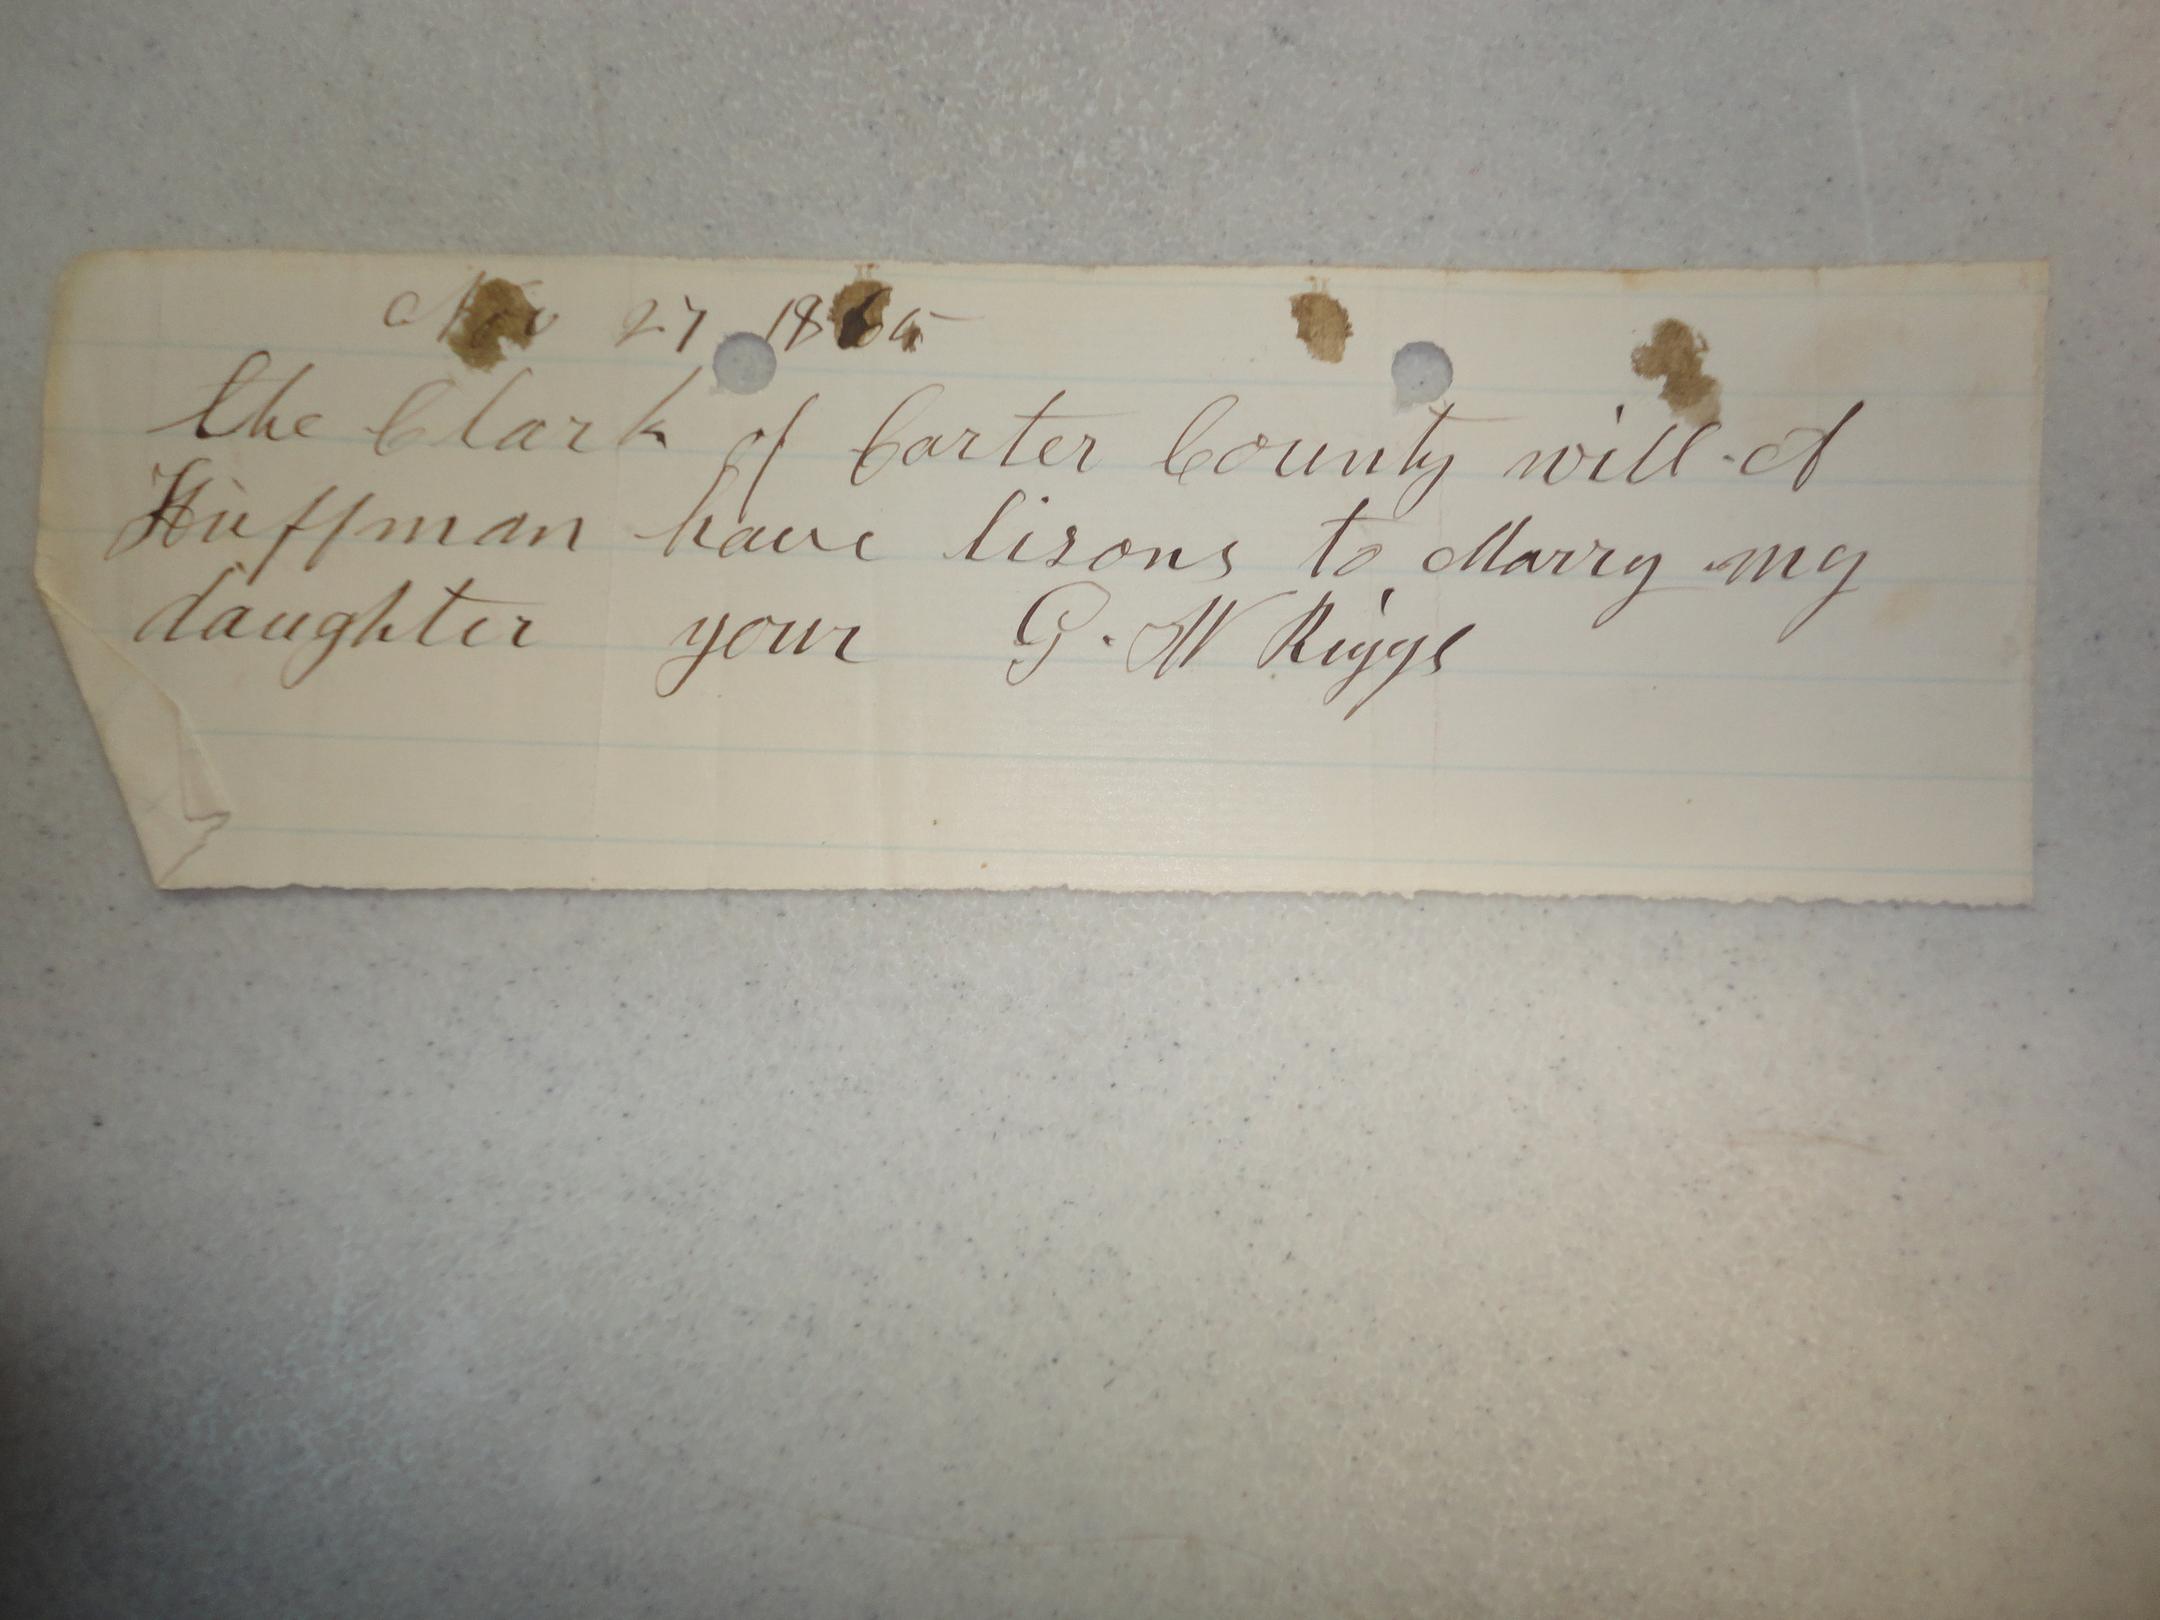 Nov 27 1865
the Clark of Carter County will A
Huffman have lisons to Marry my
daughter your G. W Riggs